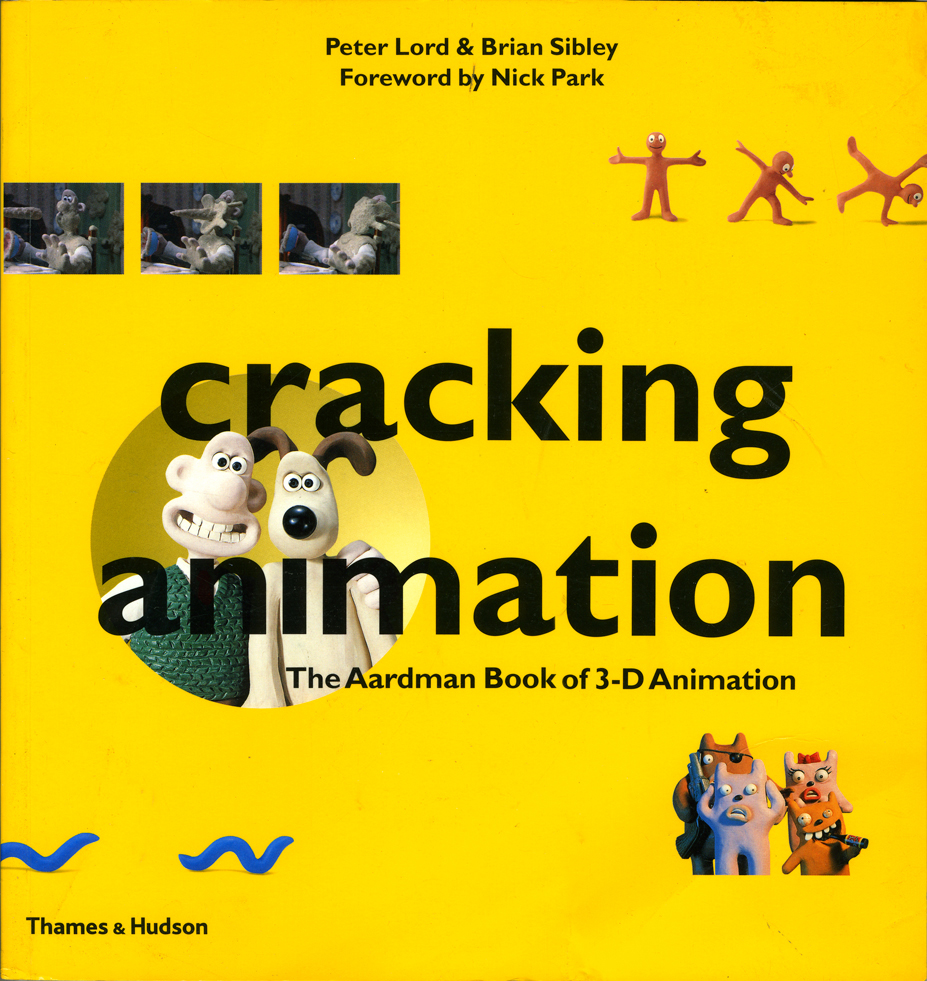 Peter Lord & Brian Sibley
Foreword by Nick Park
cracking
animation
The Aardman Book of 3-D Animation
Thames & Hudson